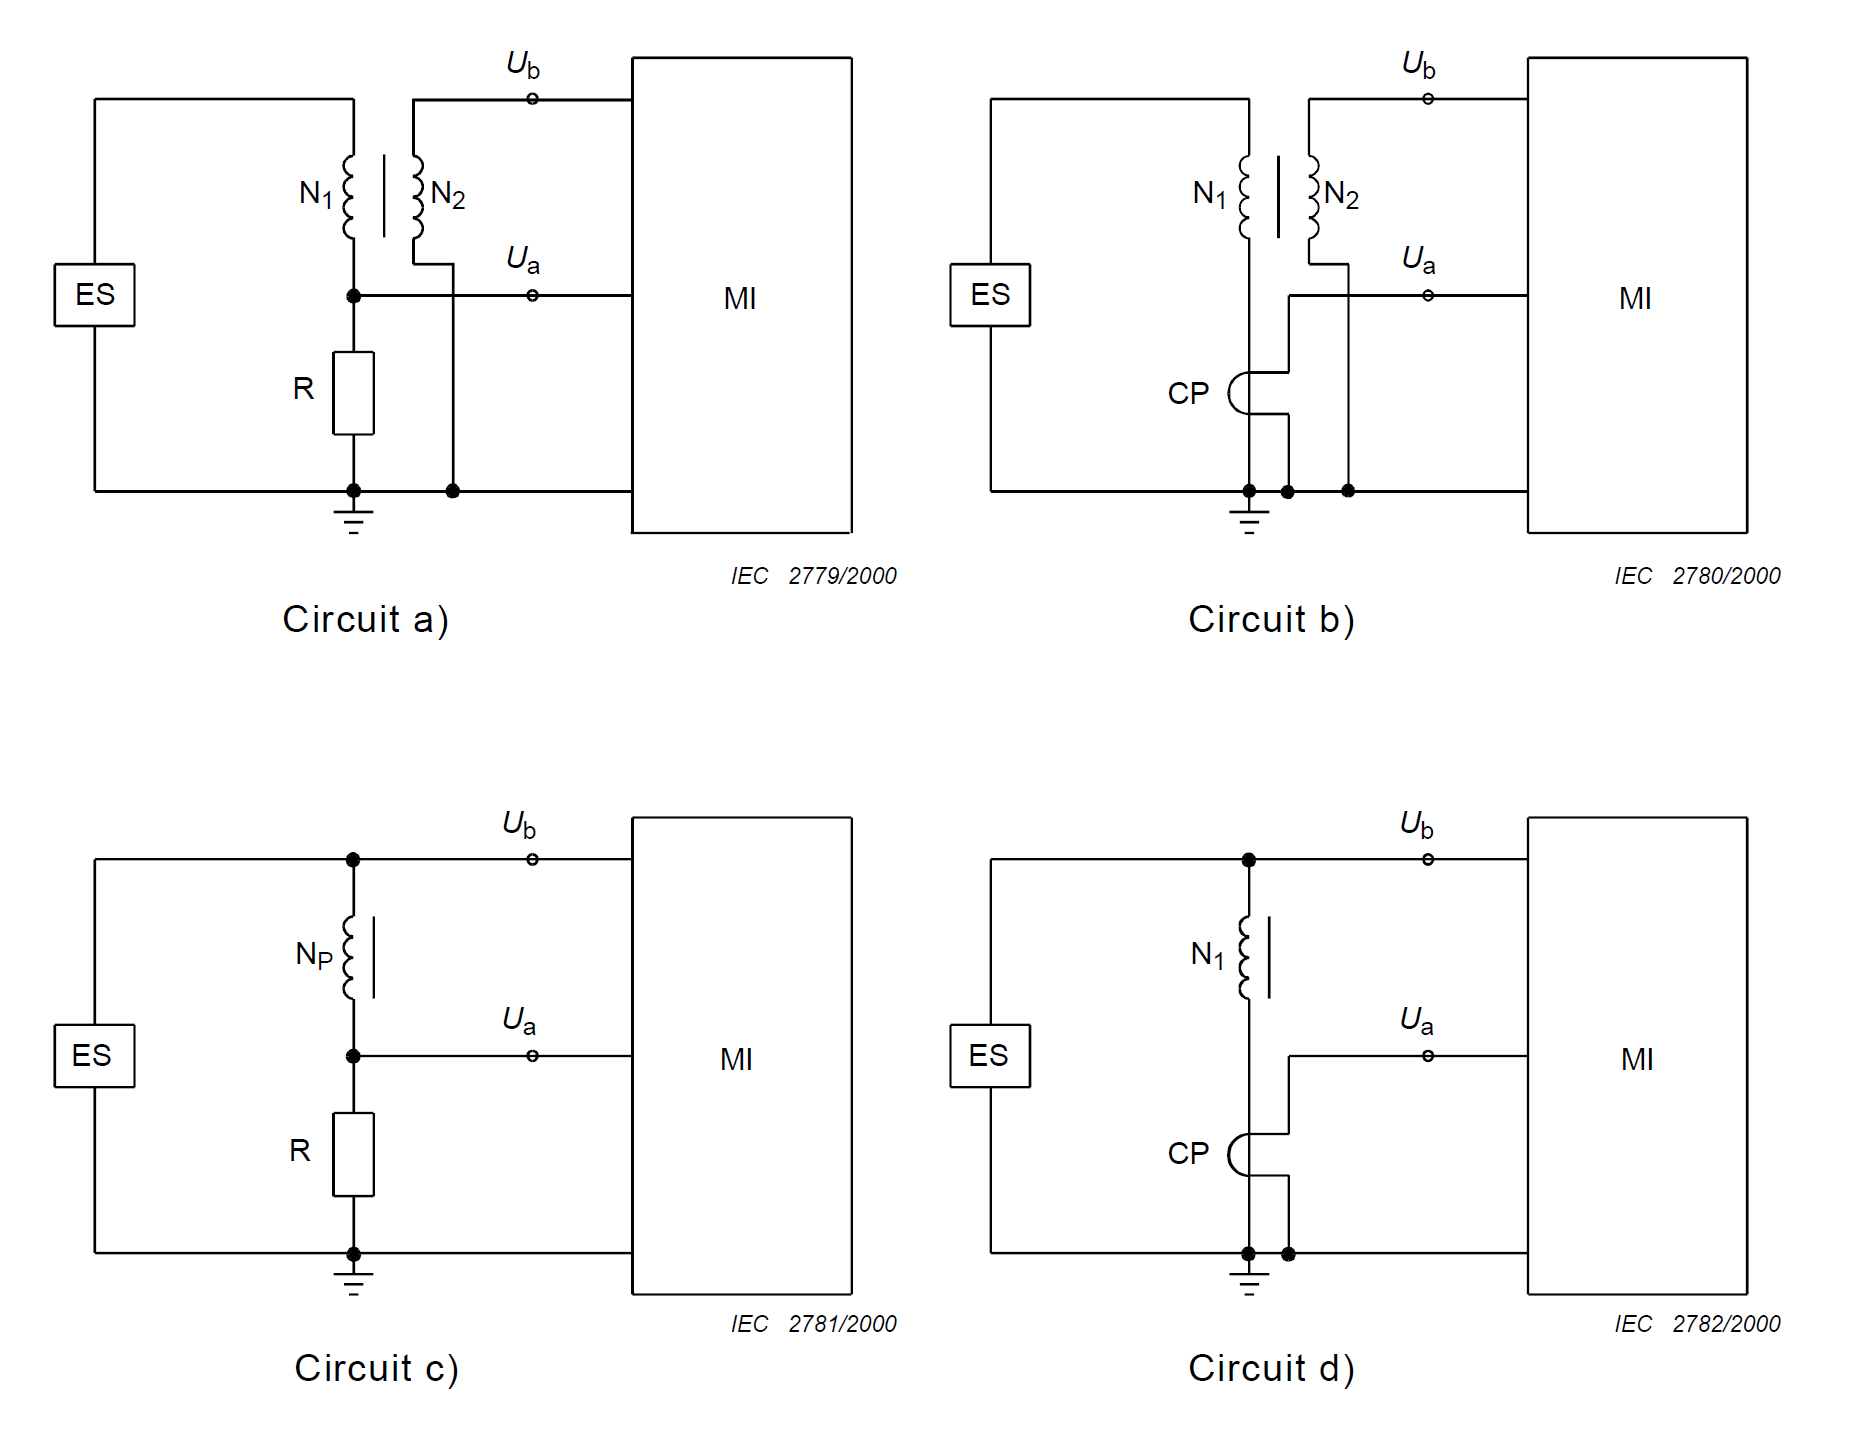 Ub
N1 N2
Ua
ES
MI
R
IEC 2779/2000
Circuit a)
Ub
N1 N2
Ua
ES
MI
CP
IEC 2780/2000
Circuit b)
Ub
NP
Ua
ES
MI
R
IEC 2781/2000
Circuit c)
Ub
N1
Ua
ES
MI
CP
IEC 2782/2000
Circuit d)